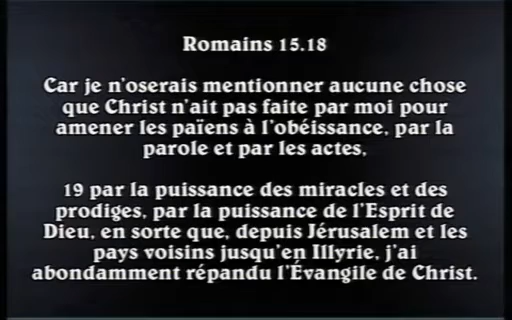 Romains 15.18
Car je n'oserais mentionner aucune chose
que Christ n'ait pas faite par moi pour
amener les païens à l'obéissance, par la
parole et par les actes,
19 par la puissance des miracles et des
prodiges, par la puissance de l'Esprit de
Dieu, en sorte que, depuis Jérusalem et les
pays voisins jusqu'en Illyrie, j'ai
abondamment répandu l'Évangile de Christ.